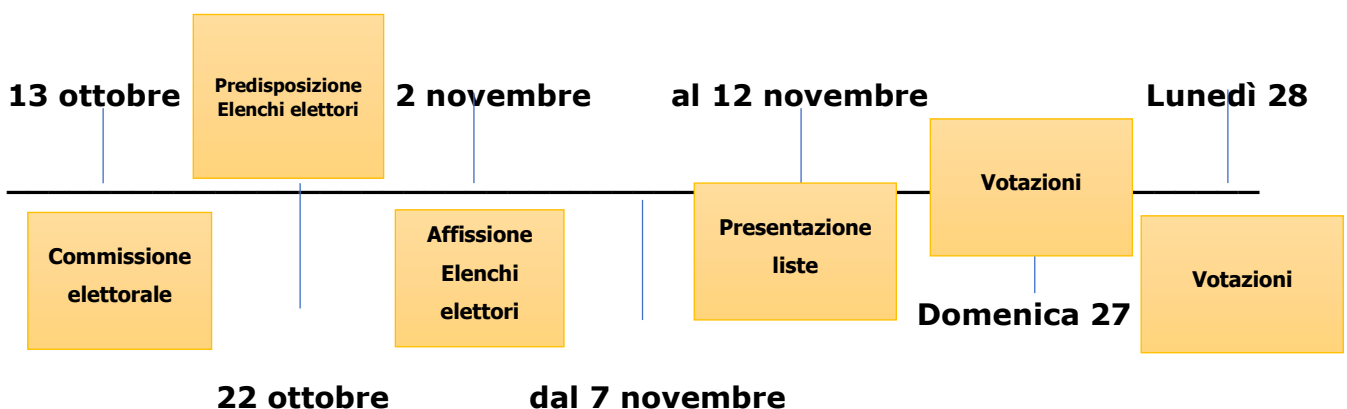 13 ottobre
Commissione
elettorale
Predisposizione
Elenchi elettori
22 ottobre
2 novembre
Affissione
Elenchi
elettori
dal 7 novembre
al 12 novembre
Presentazione
liste
Votazioni
Domenica 27
Lunedì 28
Votazioni